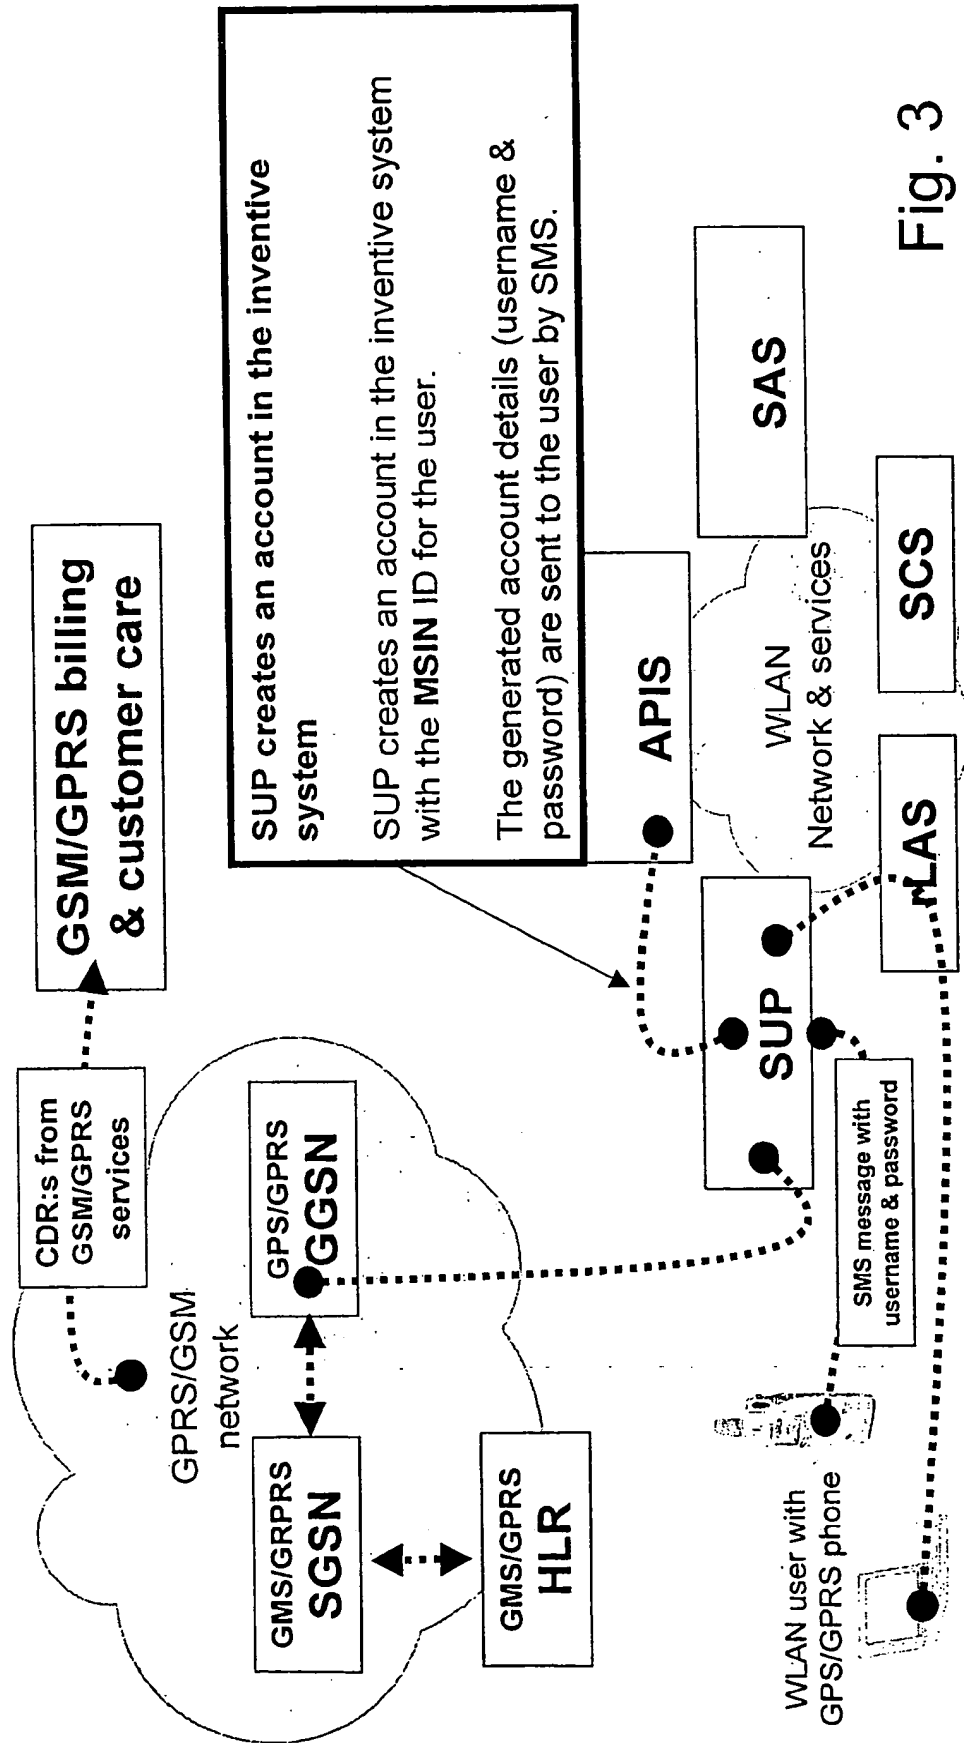 CDR:s from
GSM/GPRS
services
GSM/GPRS billing
& customer care
GPRS/GSM
network
GMS/GRPRS
SGSN
GPS/GPRS
GGSN
GMS/GPRS
HLR
SUP creates an account in the inventive
system
SUP creates an account in the inventive system
with the MSIN ID for the user.
The generated account details (username &
password) are sent to the user by SMS.
APIS
SAS
SUP
WLAN
Network & services
LAS
SCS
SMS message with
username & password
WLAN user with
GPS/GPRS phone
Fig. 3